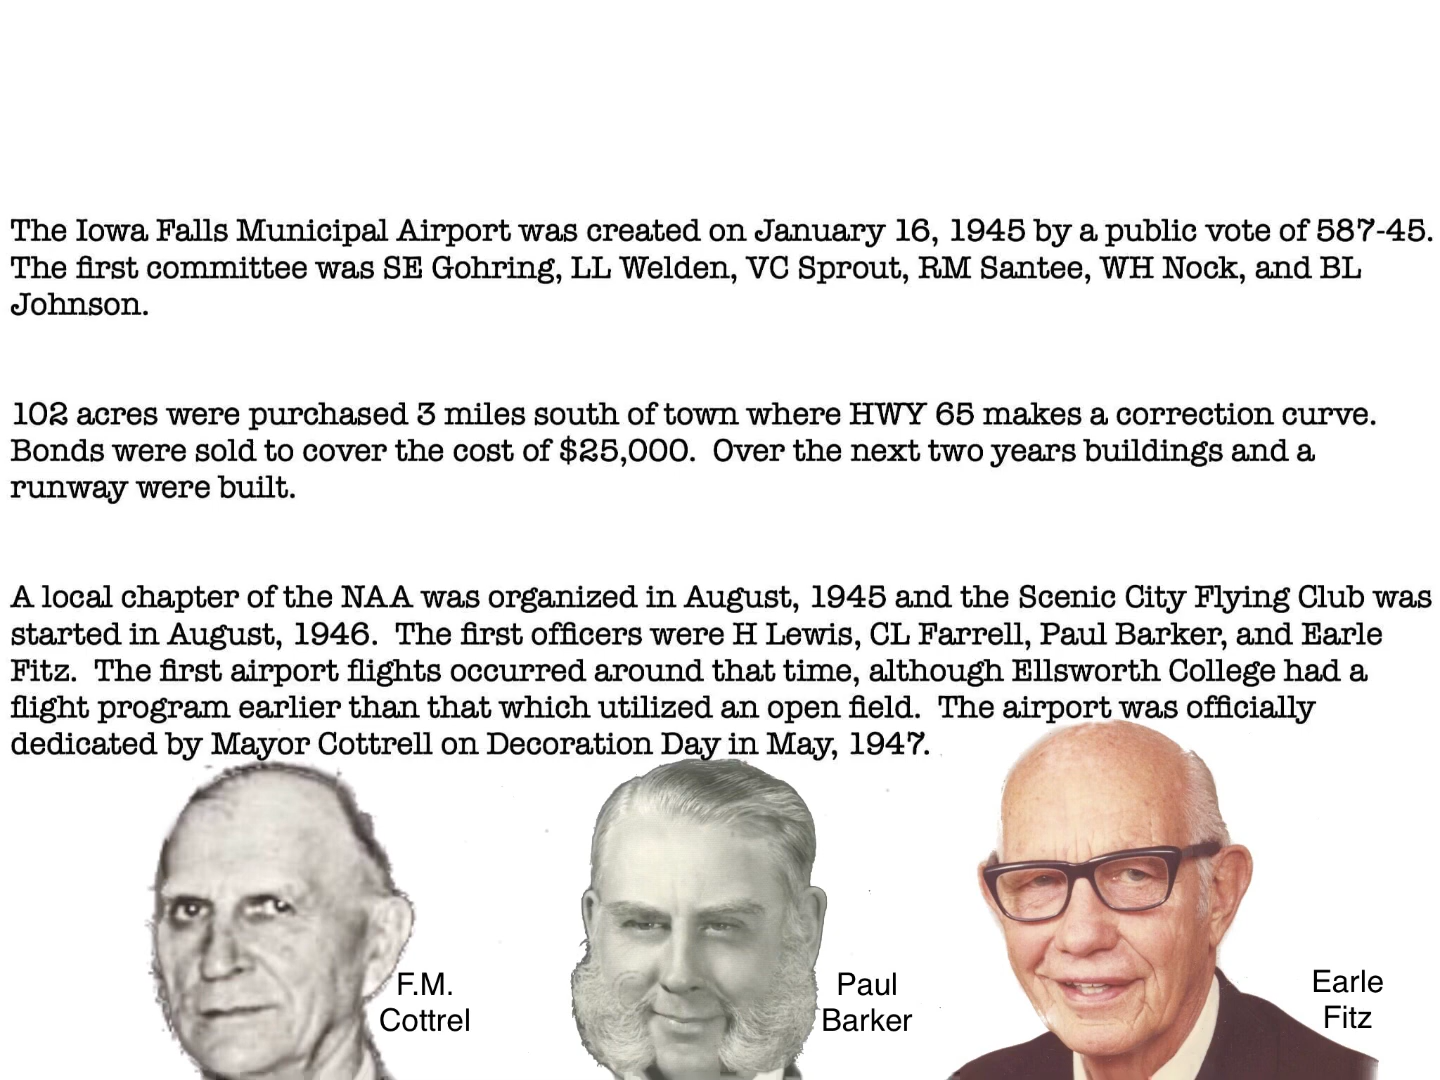 The Iowa Falls Municipal Airport was created on January 16, 1945 by a public vote of 587-45.
The first committee was SE Gohring, LL Welden, VC Sprout, RM Santee, WH Nock, and BL
Johnson.
102 acres were purchased 3 miles south of town where HWY 65 makes a correction curve.
Bonds were sold to cover the cost of $25,000.  Over the next two years buildings and a
runway were built.
A local chapter of the NAA was organized in August, 1945 and the Scenic City Flying Club was
started in August, 1946.  The first officers were H Lewis, CL Farrell, Paul Barker, and Earle
Fitz.  The first airport flights occurred around that time, although Ellsworth College had a
flight program earlier than that which utilized an open field.  The airport was officially
dedicated by Mayor Cottrell on Decoration Day in May, 1947.
F.M.
Cottrel
Paul
Barker
Earle
Fitz